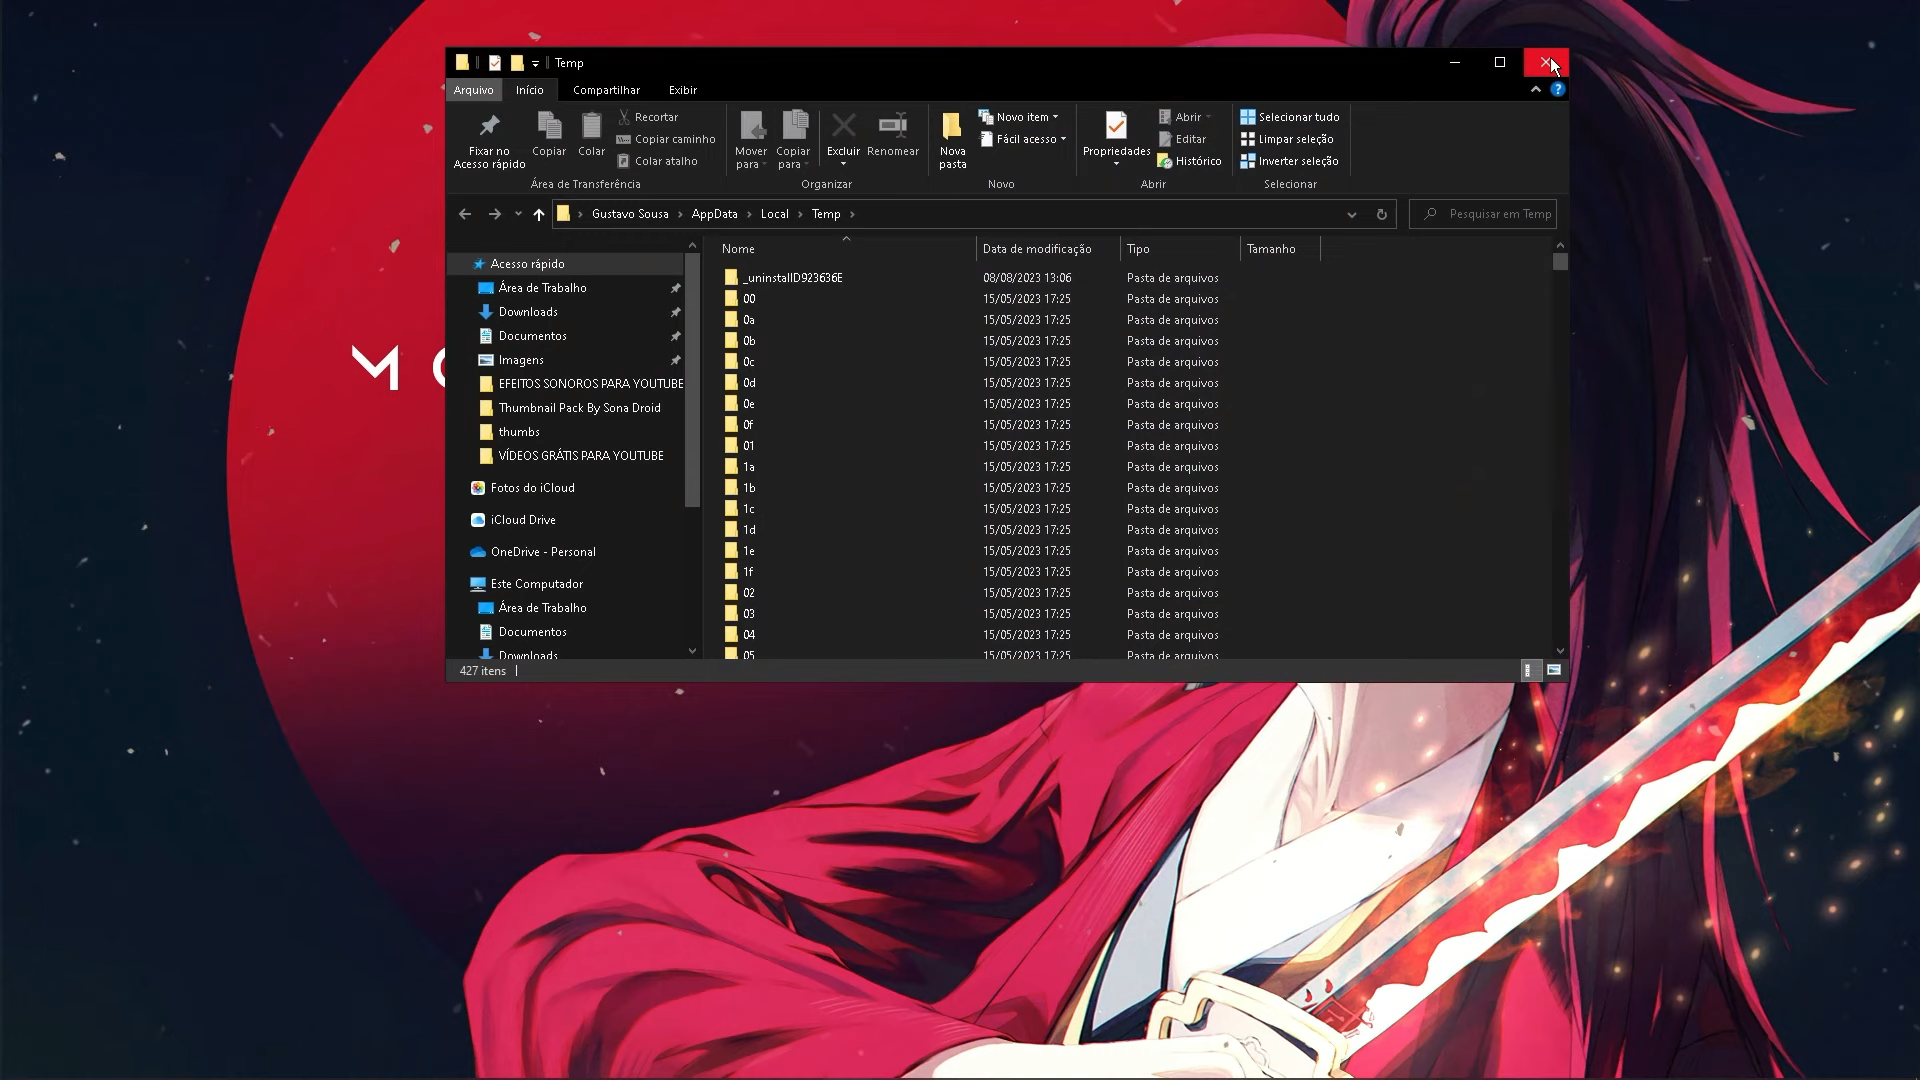 Temp
Arquivo Início Compartilhar Exibir
Fixar no Acesso rápido
Copiar
Colar
Recortar
Copiar caminho
Colar atalho
Área de Transferência
Mover para
Copiar para
Excluir
Renomear
Organizar
Nova pasta
Novo item
Fácil acesso
Novo
Propriedades
Abrir
Editar
Histórico
Abrir
Selecionar tudo
Limpar seleção
Inverter seleção
Selecionar
Gustavo Sousa > AppData > Local > Temp >
Pesquisar em Temp
Acesso rápido
Área de Trabalho
Downloads
Documentos
Imagens
EFEITOS SONOROS PARA YOUTUBE
Thumbnail Pack By Sona Droid
thumbs
VÍDEOS GRÁTIS PARA YOUTUBE
Fotos do iCloud
iCloud Drive
OneDrive - Personal
Este Computador
Área de Trabalho
Documentos
Downloads
Nome Data de modificação Tipo Tamanho
_uninstallD923636E 08/08/2023 13:06 Pasta de arquivos
00 15/05/2023 17:25 Pasta de arquivos
0a 15/05/2023 17:25 Pasta de arquivos
0b 15/05/2023 17:25 Pasta de arquivos
0c 15/05/2023 17:25 Pasta de arquivos
0d 15/05/2023 17:25 Pasta de arquivos
0e 15/05/2023 17:25 Pasta de arquivos
0f 15/05/2023 17:25 Pasta de arquivos
01 15/05/2023 17:25 Pasta de arquivos
1a 15/05/2023 17:25 Pasta de arquivos
1b 15/05/2023 17:25 Pasta de arquivos
1c 15/05/2023 17:25 Pasta de arquivos
1d 15/05/2023 17:25 Pasta de arquivos
1e 15/05/2023 17:25 Pasta de arquivos
1f 15/05/2023 17:25 Pasta de arquivos
02 15/05/2023 17:25 Pasta de arquivos
03 15/05/2023 17:25 Pasta de arquivos
04 15/05/2023 17:25 Pasta de arquivos
05 15/05/2023 17:25 Pasta de arquivos
427 itens